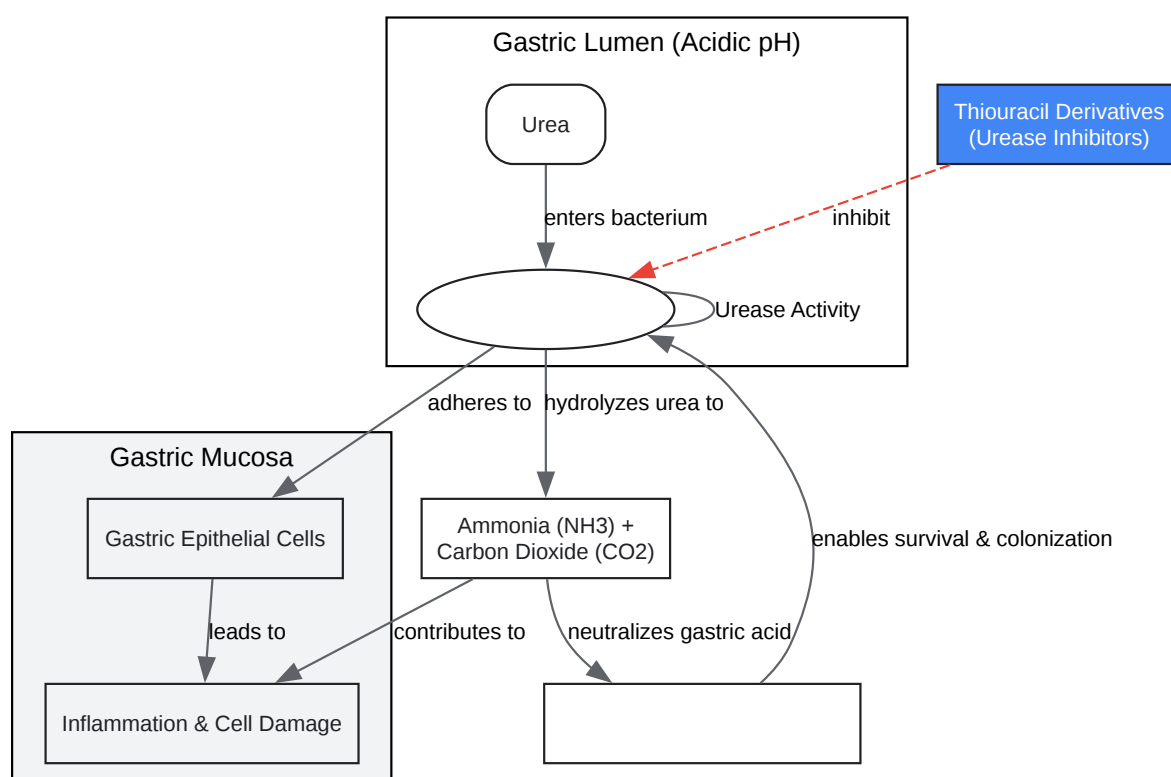 Gastric Lumen (Acidic pH)
Urea
Thiouracil Derivatives
(Urease Inhibitors)
enters bacterium
inhibit
Urease Activity
adheres to
hydrolyzes urea to
Gastric Mucosa
Gastric Epithelial Cells
Ammonia (NH3) +
Carbon Dioxide (CO2)
enables survival & colonization
leads to
contributes to
neutralizes gastric acid
Inflammation & Cell Damage